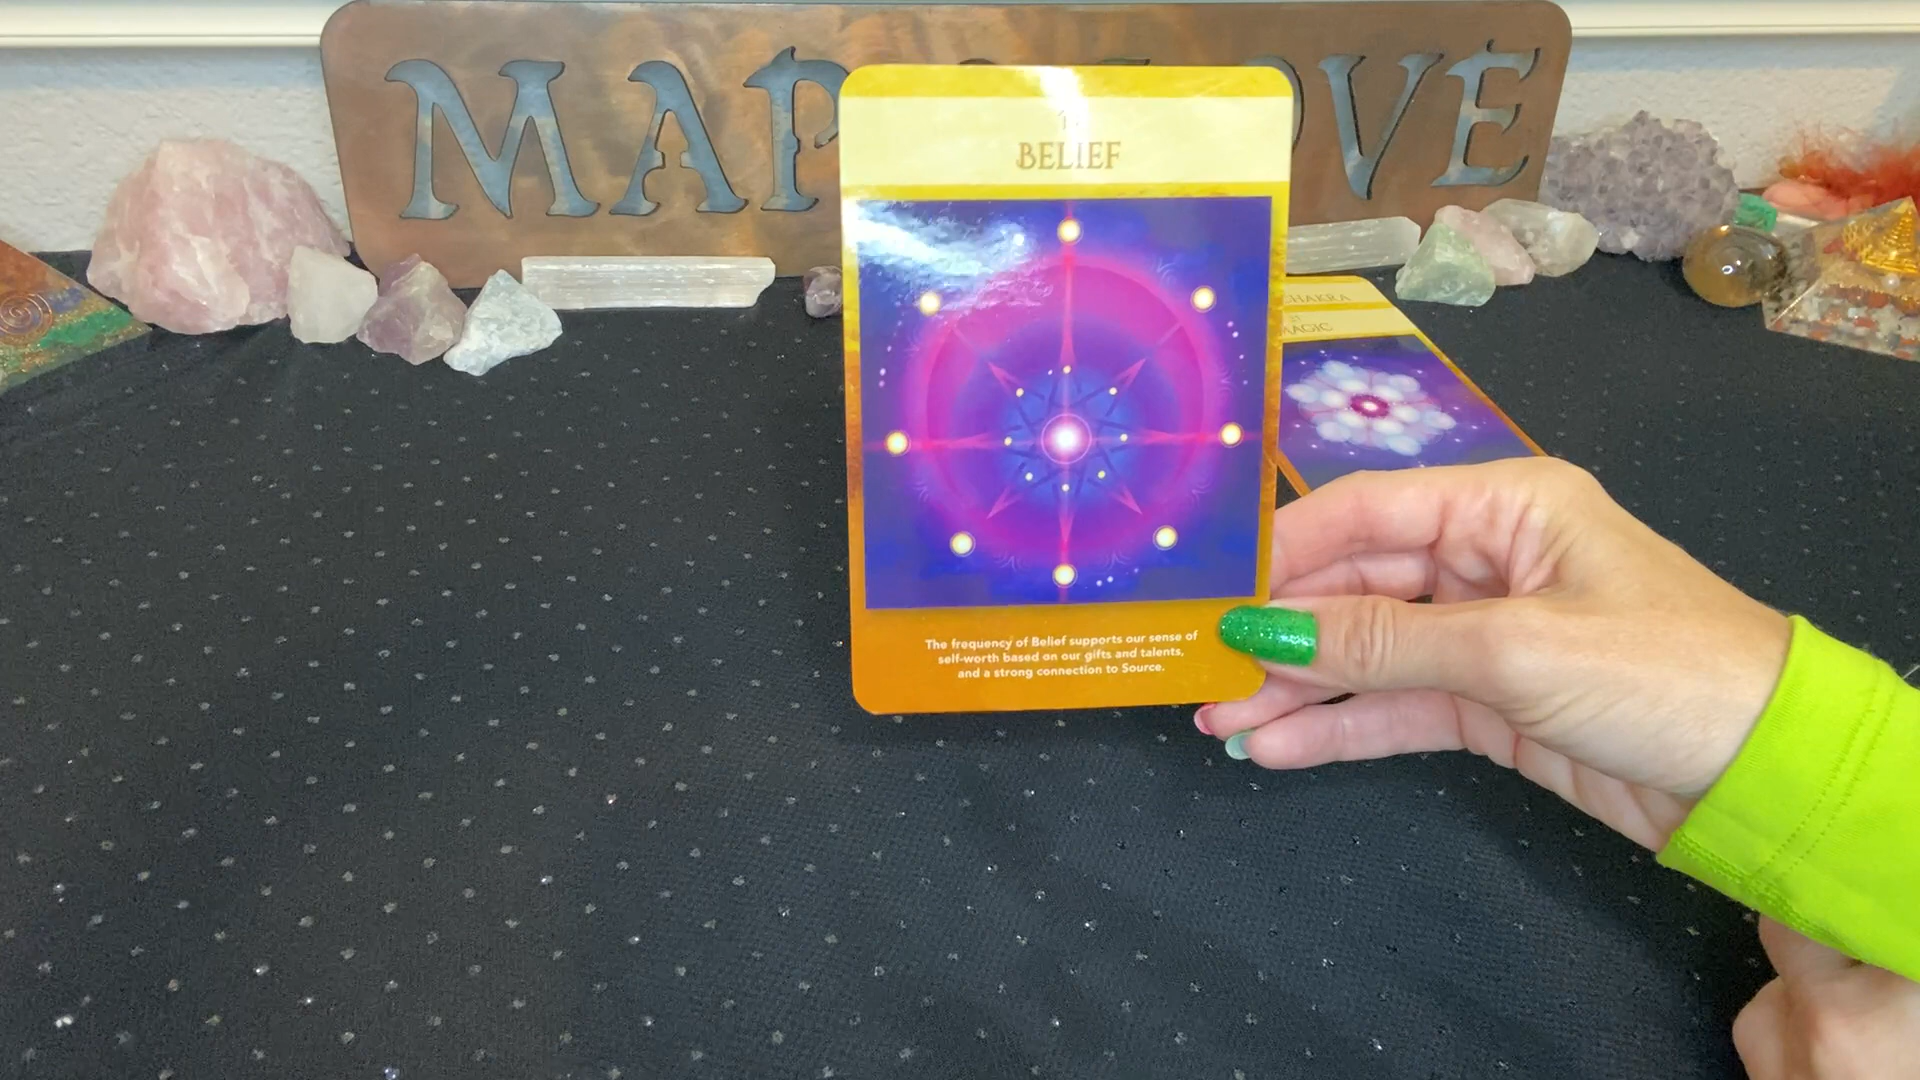 MAP OVE
BELIEF
The frequency of Belief supports our sense of
self-worth based on our gifts and talents,
and a strong connection to Source.
CHAKRA
MAGIC